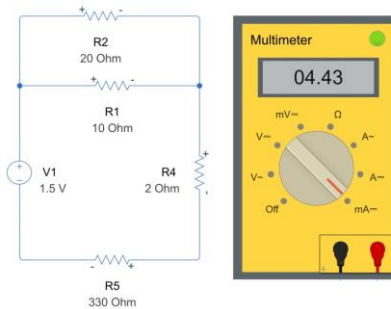 R2
20 Ohm
R1
10 Ohm
V1
1.5 V
R4
2 Ohm
R5
330 Ohm
Multimeter
04.43
mV⎓
Ω
V⎓
A~
V~
A⎓
Off
mA⎓